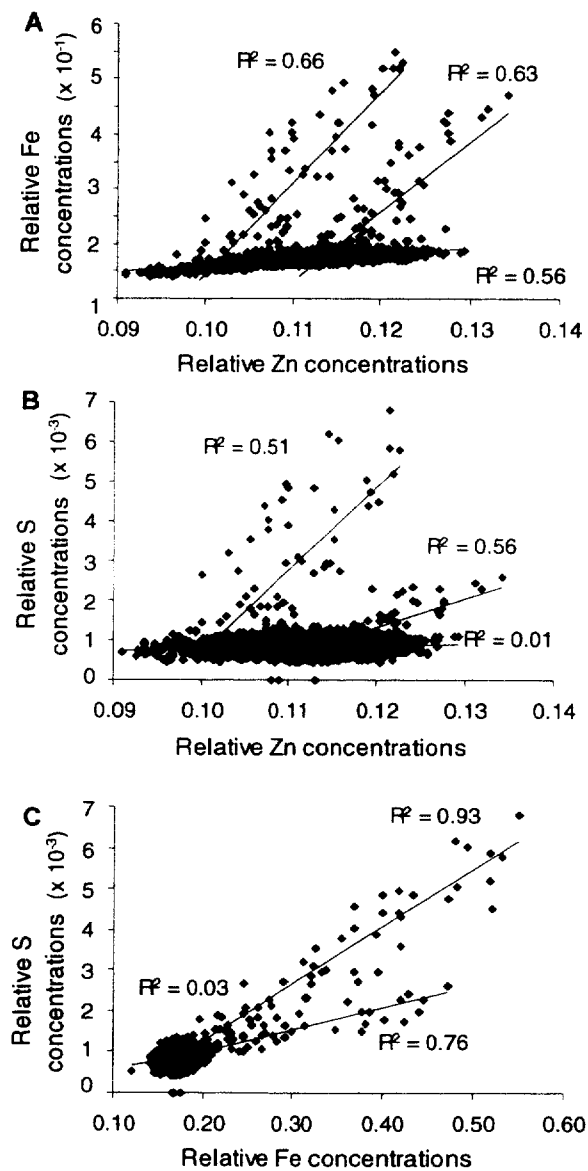 A
Relative Fe
concentrations (x 10-1)
6
5
4
3
2
1
R2 = 0.66
R2 = 0.63
R2 = 0.56
0.09 0.10 0.11 0.12 0.13 0.14
Relative Zn concentrations
B
Relative S
concentrations (x 10-3)
7
6
5
4
3
2
1
0
R2 = 0.51
R2 = 0.56
R2 = 0.01
0.09 0.10 0.11 0.12 0.13 0.14
Relative Zn concentrations
C
Relative S
concentrations (x 10-3)
7
6
5
4
3
2
1
0
R2 = 0.93
R2 = 0.03
R2 = 0.76
0.10 0.20 0.30 0.40 0.50 0.60
Relative Fe concentrations